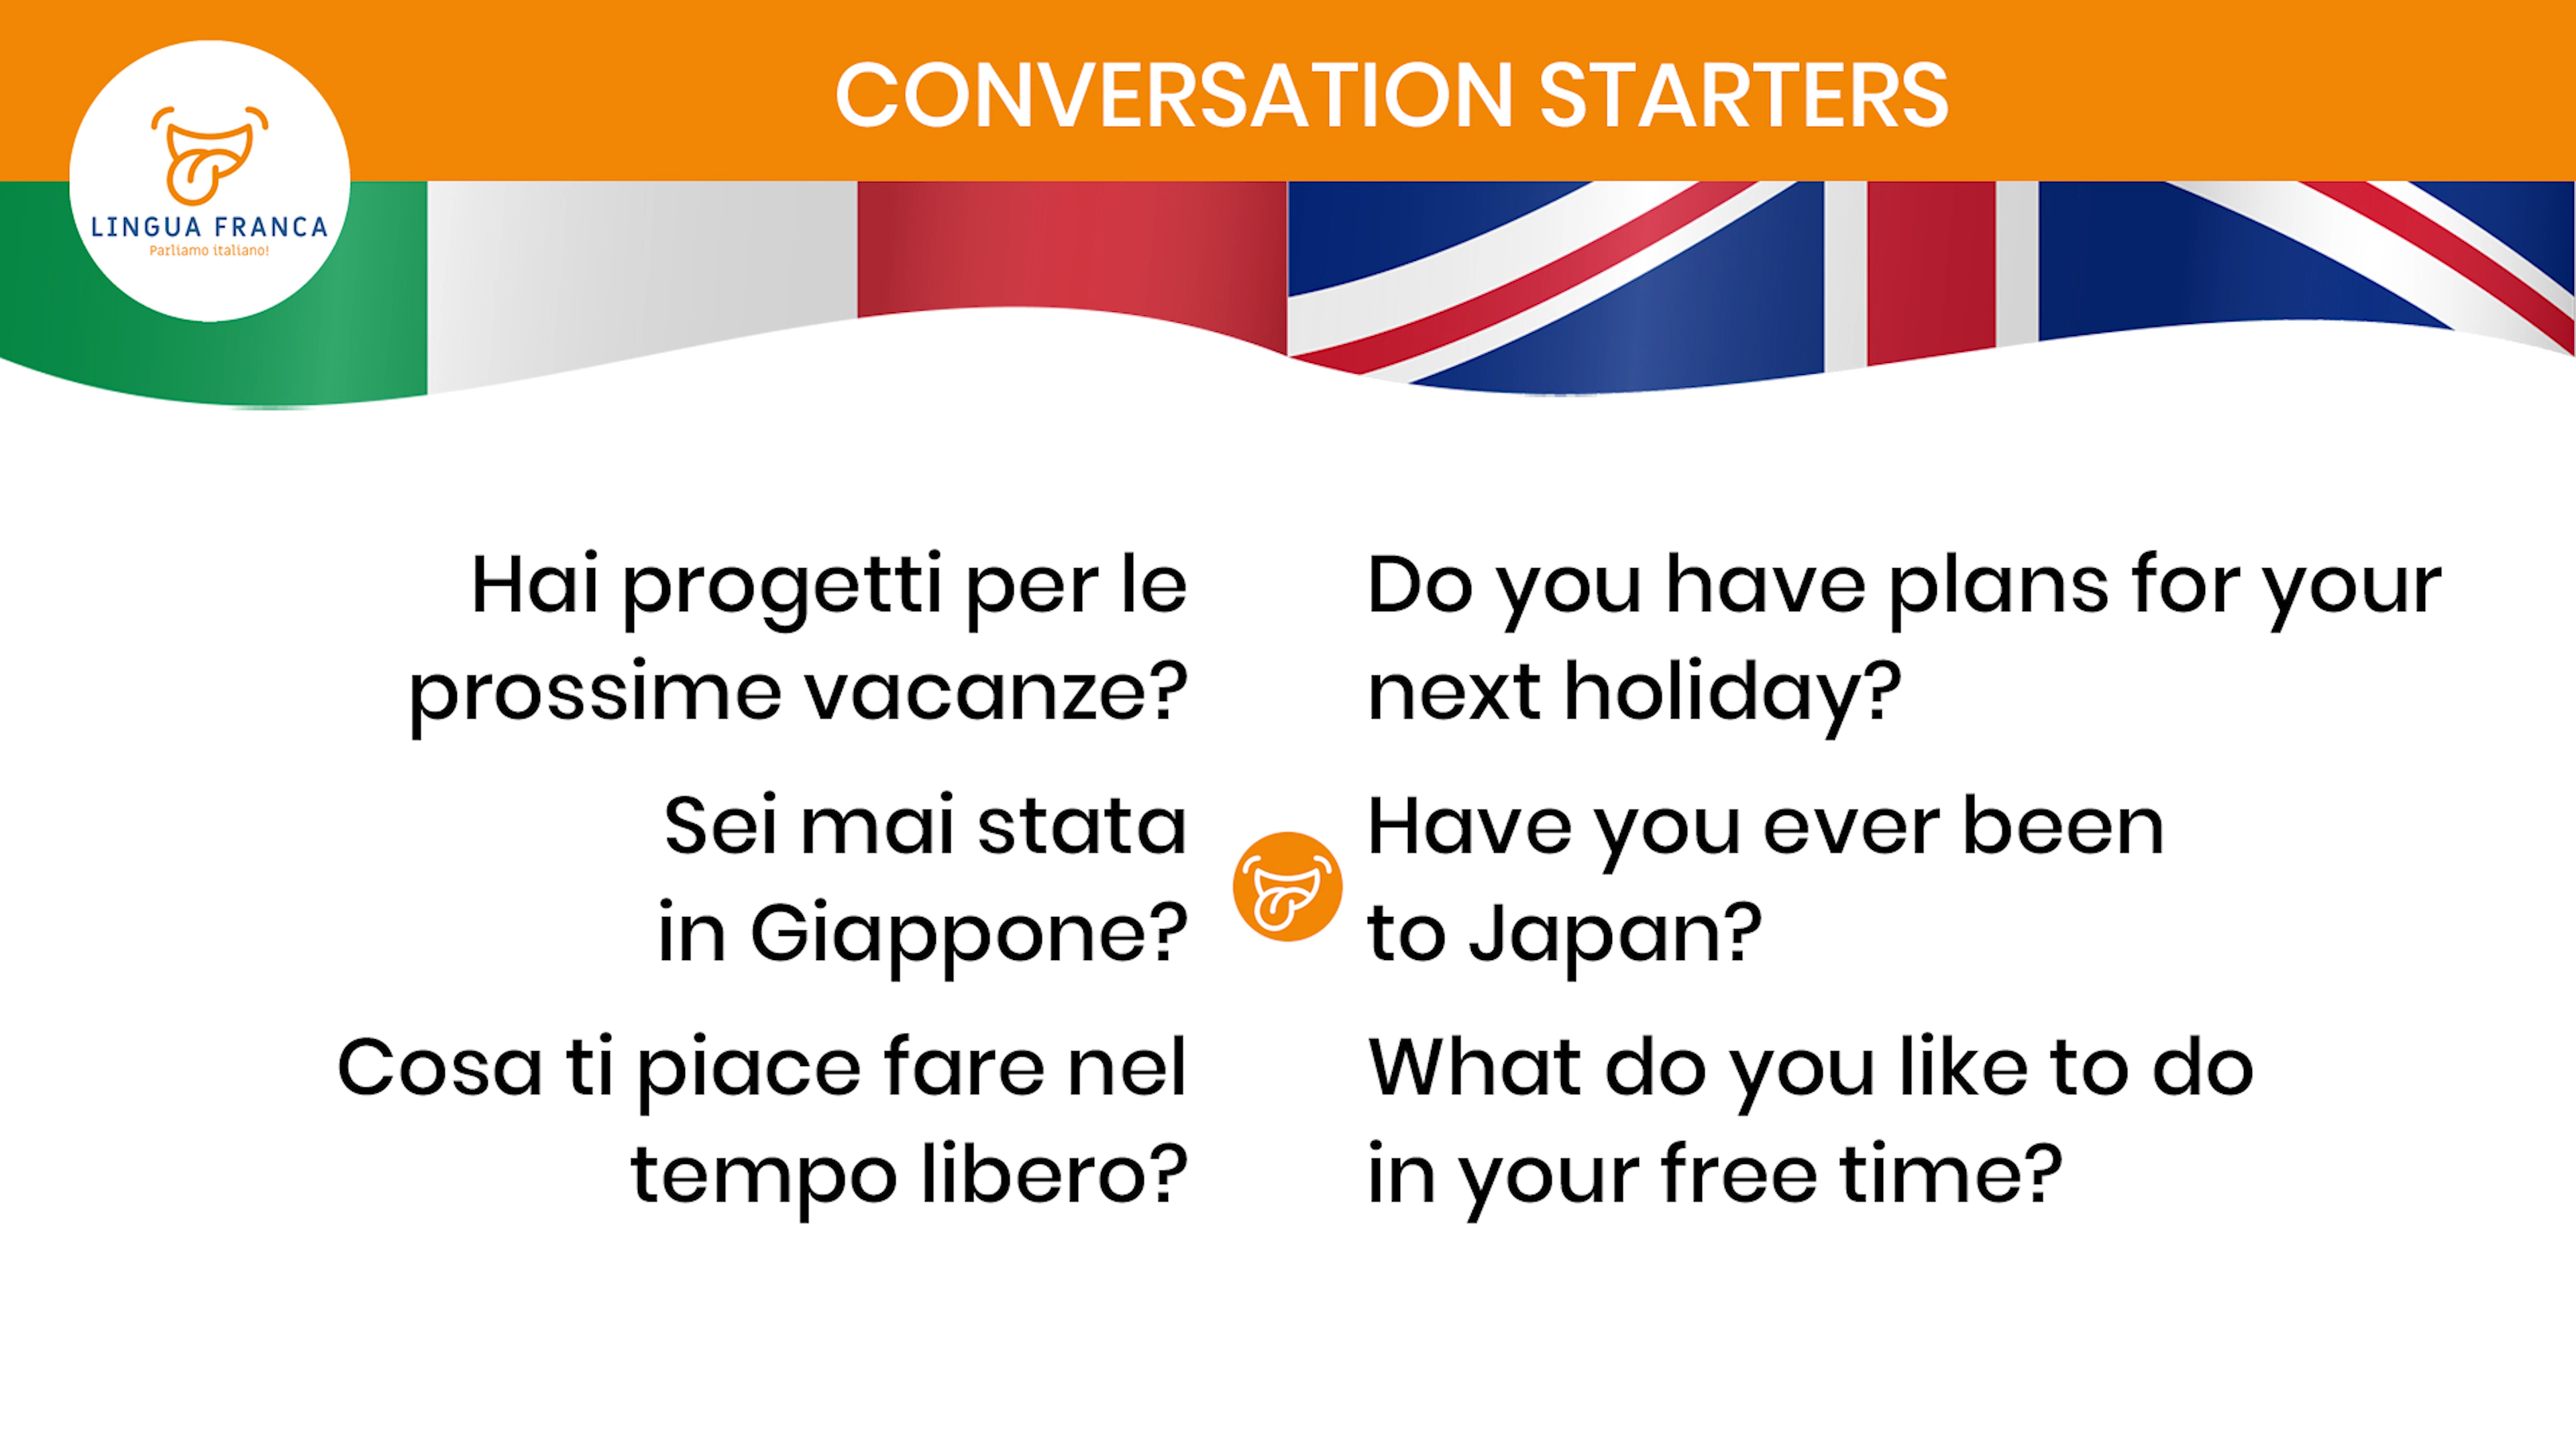 CONVERSATION STARTERS
LINGUA FRANCA
Parliamo italiano!
Hai progetti per le
prossime vacanze?
Do you have plans for your
next holiday?
Sei mai stata
in Giappone?
Have you ever been
to Japan?
Cosa ti piace fare nel
tempo libero?
What do you like to do
in your free time?